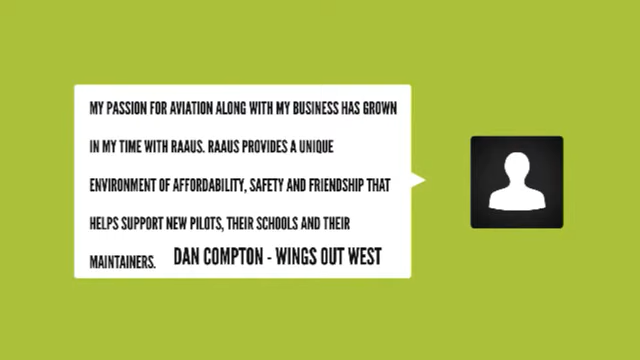 MY PASSION FOR AVIATION ALONG WITH MY BUSINESS HAS GROWN
IN MY TIME WITH RAAUS. RAAUS PROVIDES A UNIQUE
ENVIRONMENT OF AFFORDABILITY, SAFETY AND FRIENDSHIP THAT
HELPS SUPPORT NEW PILOTS, THEIR SCHOOLS AND THEIR
MAINTAINERS. DAN COMPTON - WINGS OUT WEST